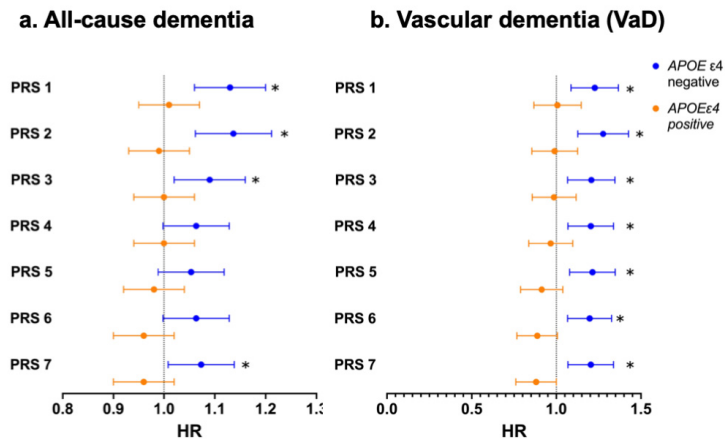 a. All-cause dementia
PRS 1
*
PRS 2
*
PRS 3
*
PRS 4
PRS 5
PRS 6
PRS 7
*
0.8 0.9 1.0 1.1 1.2 1.3
HR
b. Vascular dementia (VaD)
PRS 1
*
PRS 2
*
PRS 3
*
PRS 4
*
PRS 5
*
PRS 6
*
PRS 7
*
0.0 0.5 1.0 1.5
HR
APOE ε4
negative
APOEε4
positive